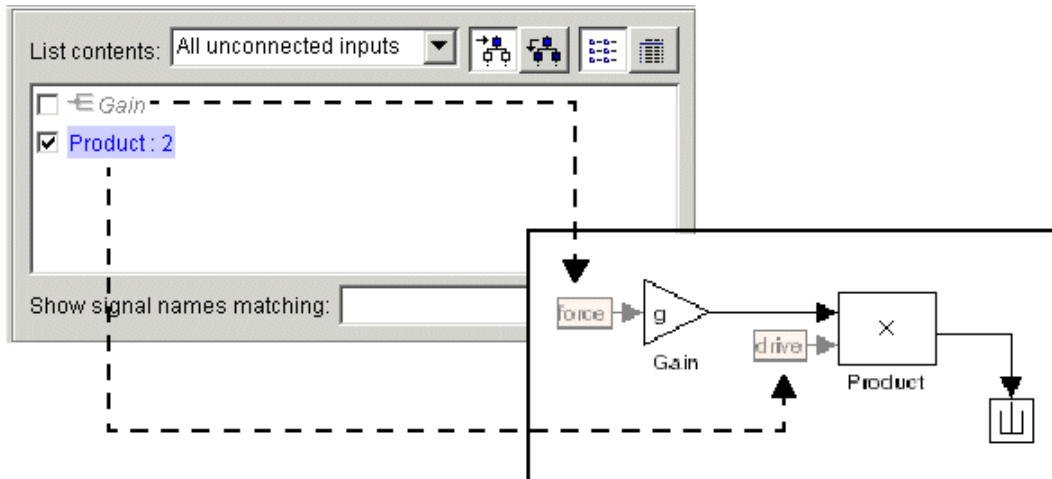 List contents: All unconnected inputs
Gain
Product : 2
Show signal names matching:
force
g
Gain
drive
×
Product